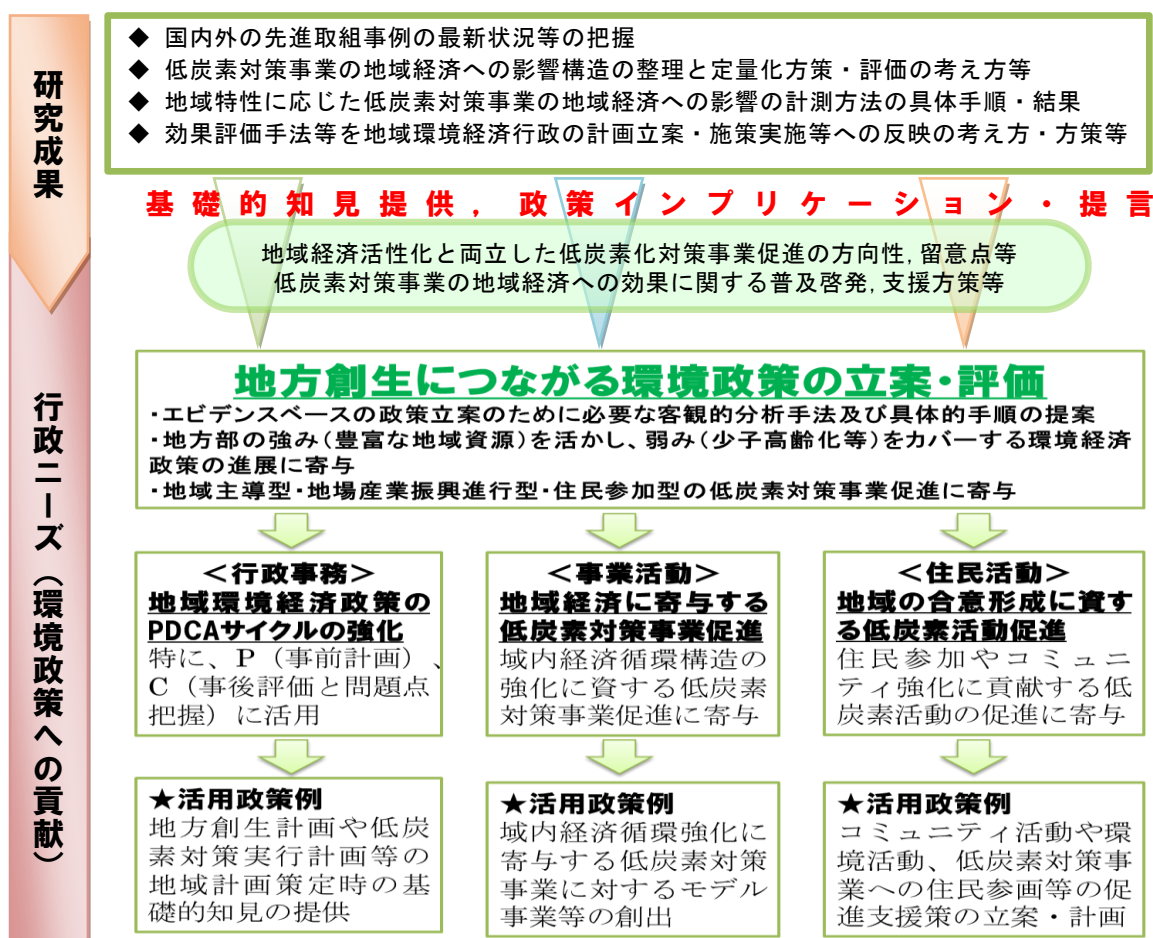 研究成果
◆ 国内外の先進取組事例の最新状況等の把握
◆ 低炭素対策事業の地域経済への影響構造の整理と定量化方策・評価の考え方等
◆ 地域特性に応じた低炭素対策事業の地域経済への影響の計測方法の具体手順・結果
◆ 効果評価手法等を地域環境経済行政の計画立案・施策実施等への反映の考え方・方策等
基礎的知見提供, 政策インプリケーション・提言
地域経済活性化と両立した低炭素化対策事業促進の方向性, 留意点等
低炭素対策事業の地域経済への効果に関する普及啓発, 支援方策等
行政ニーズ（環境政策への貢献）
地方創生につながる環境政策の立案・評価
・エビデンスベースの政策立案のために必要な客観的分析手法及び具体的手順の提案
・地方部の強み（豊富な地域資源）を活かし、弱み（少子高齢化等）をカバーする環境経済
政策の進展に寄与
・地域主導型・地場産業振興進行型・住民参加型の低炭素対策事業促進に寄与
＜行政事務＞
地域環境経済政策の
PDCAサイクルの強化
特に、P（事前計画）、
C（事後評価と問題点
把握）に活用
＜事業活動＞
地域経済に寄与する
低炭素対策事業促進
域内経済循環構造の
強化に資する低炭素
対策事業促進に寄与
＜住民活動＞
地域の合意形成に資す
る低炭素活動促進
住民参加やコミュニ
ティ強化に貢献する低
炭素活動の促進に寄与
★活用政策例
地方創生計画や低炭
素対策実行計画等の
地域計画策定時の基
礎的知見の提供
★活用政策例
域内経済循環強化に
寄与する低炭素対策
事業に対するモデル
事業等の創出
★活用政策例
コミュニティ活動や環
境活動、低炭素対策事
業への住民参画等の促
進支援策の立案・計画